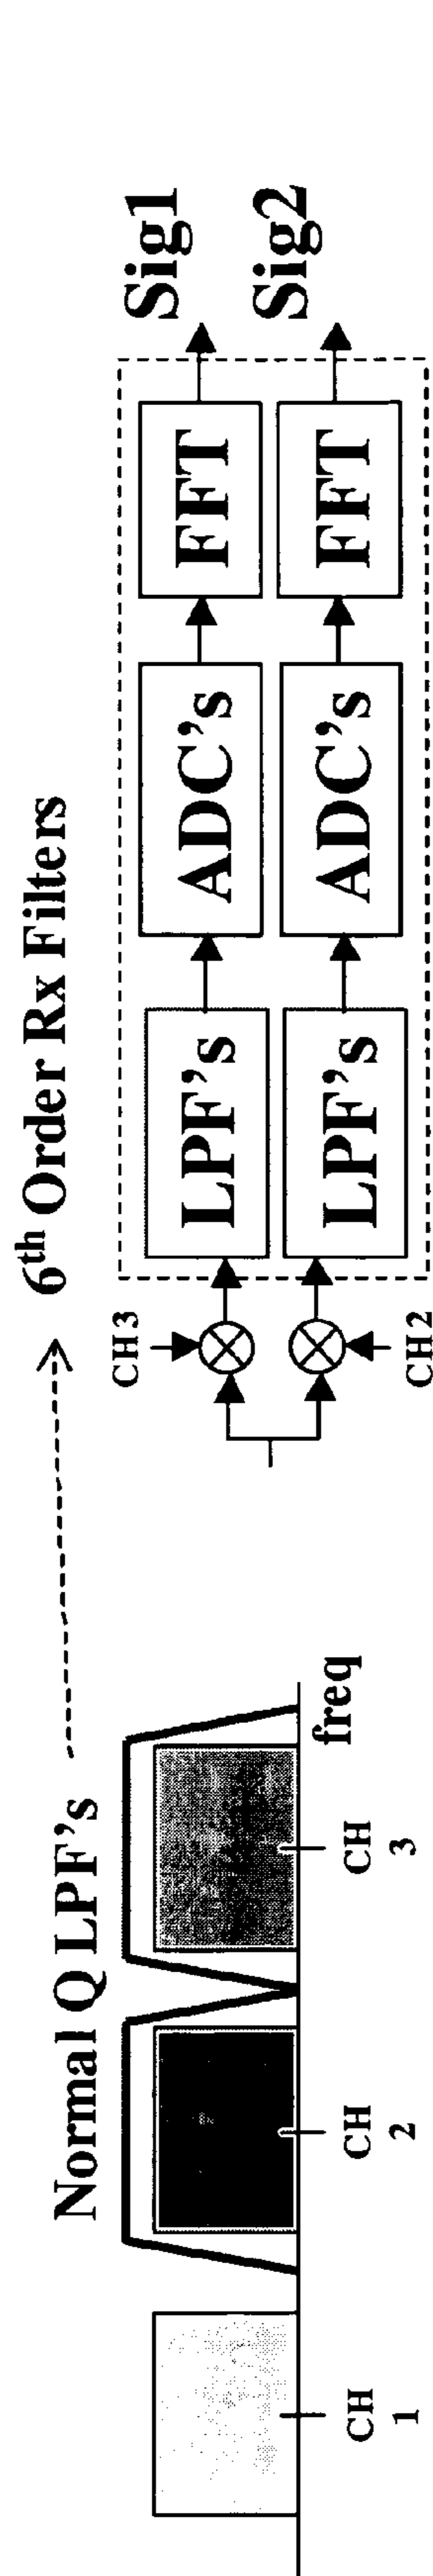 Normal Q LPF's
6th Order Rx Filters
CH
1
CH
2
CH
3
freq
CH 3
CH 2
LPF's
ADC's
FFT
Sig1
LPF's
ADC's
FFT
Sig2